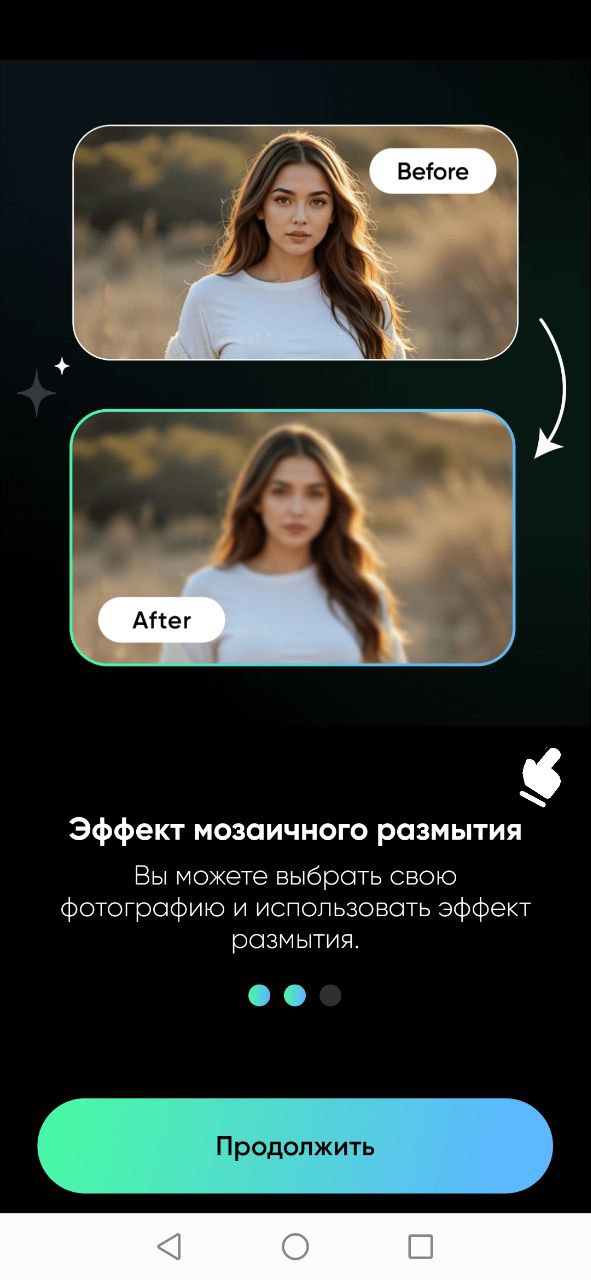 Before
After
Эффект мозаичного размытия
Вы можете выбрать свою
фотографию и использовать эффект
размытия.
Продолжить